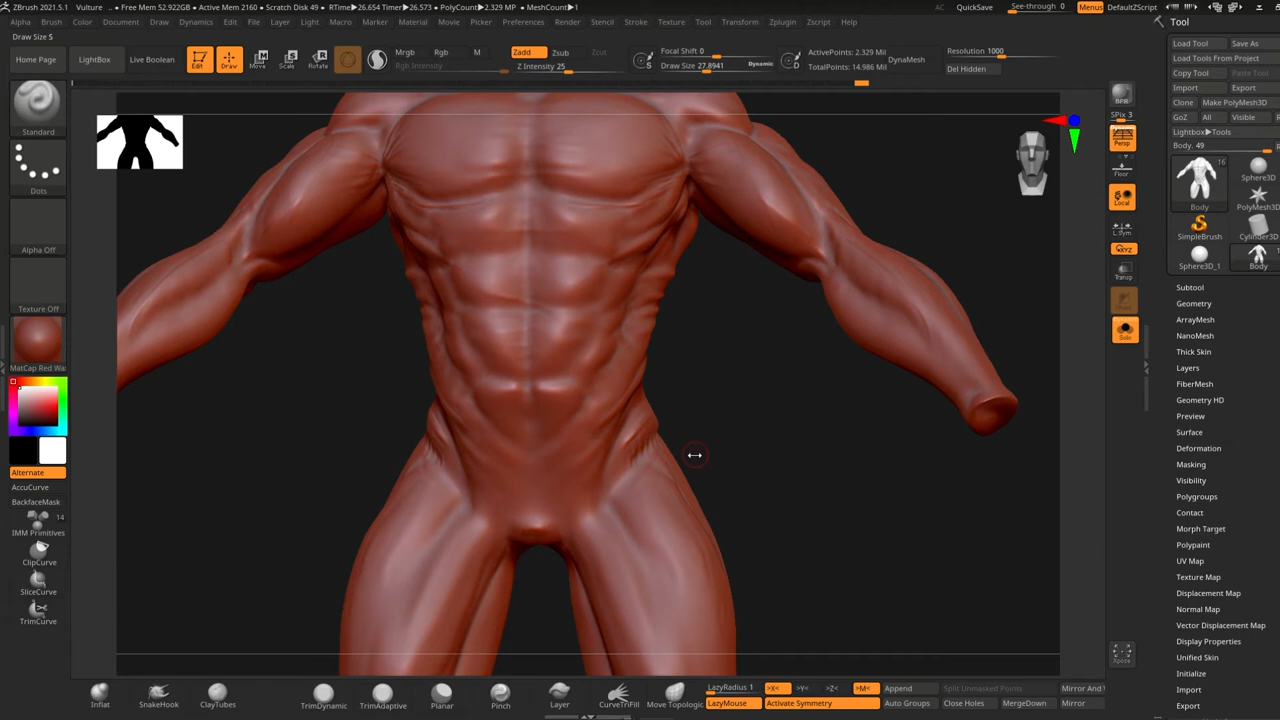 ZBrush 2021.5.1 Vulture .. ● Free Mem 52.922GB ● Active Mem 2160 ● Scratch Disk 49 ● RTime▶26.654 Timer▶26.573 ● PolyCount▶2.329 MP ● MeshCount▶1 AC QuickSave See-through 0 Menus DefaultZScript
Alpha Brush Color Document Draw Dynamics Edit File Layer Light Macro Marker Material Movie Picker Preferences Render Stencil Stroke Texture Tool Transform Zplugin Zscript Help
Draw Size S
Home Page
LightBox
Live Boolean
Edit
Draw
Move
Scale
Rotate
Mrgb Rgb M
Rgb Intensity
Zadd Zsub Zcut
Z Intensity 25
S
Focal Shift 0
Draw Size 27.8941 Dynamic
D
ActivePoints: 2.329 Mil
TotalPoints: 14.986 Mil
DynaMesh
Resolution 1000
Del Hidden
Standard
Dots
Alpha Off
Texture Off
MatCap Red Wa
Alternate
AccuCurve
BackfaceMask
14
IMM Primitives
ClipCurve
SliceCurve
TrimCurve
BPR
SPix 3
Persp
Floor
Local
L.Sym
XYZ
Transp
Solo
Xpose
Tool
Load Tool Save As
Load Tools From Project
Copy Tool Paste Tool
Import Export
Clone Make PolyMesh3D
GoZ All Visible R
Lightbox▶Tools
Body. 49
16
Body
Sphere3D
PolyMesh3D
SimpleBrush
Cylinder3D
Sphere3D_1
1
Body
Subtool
Geometry
ArrayMesh
NanoMesh
Thick Skin
Layers
FiberMesh
Geometry HD
Preview
Surface
Deformation
Masking
Visibility
Polygroups
Contact
Morph Target
Polypaint
UV Map
Texture Map
Displacement Map
Normal Map
Vector Displacement Map
Display Properties
Unified Skin
Initialize
Import
Export
Inflat
SnakeHook
ClayTubes
TrimDynamic
TrimAdaptive
Planar
Pinch
Layer
CurveTriFill
Move Topologic
LazyRadius 1
LazyMouse
>X< >Y< >Z< >M<
Activate Symmetry
Append Split Unmasked Points Mirror And
Auto Groups Close Holes MergeDown Mirror